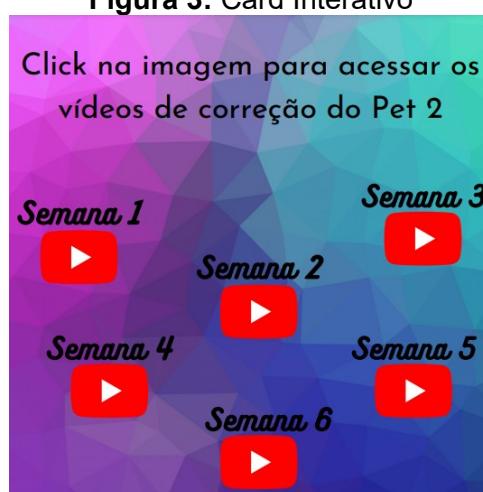 Figura 3: Card Interativo
Click na imagem para acessar os
vídeos de correção do Pet 2
Semana 1
Semana 3
Semana 2
Semana 4
Semana 5
Semana 6